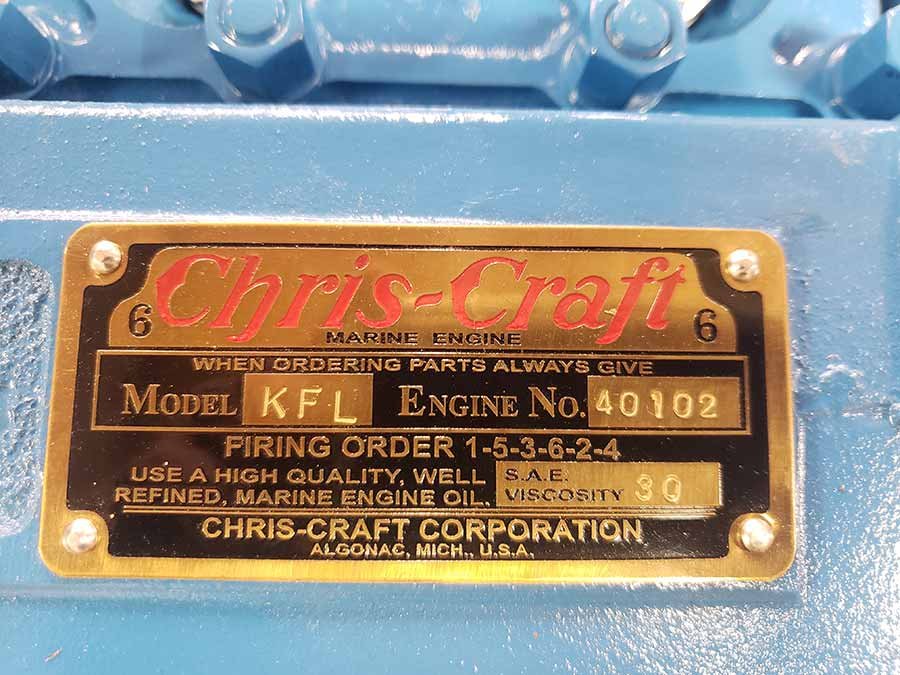 Chris-Craft
6 6
MARINE ENGINE
WHEN ORDERING PARTS ALWAYS GIVE
MODEL KFL ENGINE NO. 40102
FIRING ORDER 1-5-3-6-2-4
USE A HIGH QUALITY, WELL
REFINED, MARINE ENGINE OIL.
S.A.E.
VISCOSITY 30
CHRIS-CRAFT CORPORATION
ALGONAC, MICH., U.S.A.